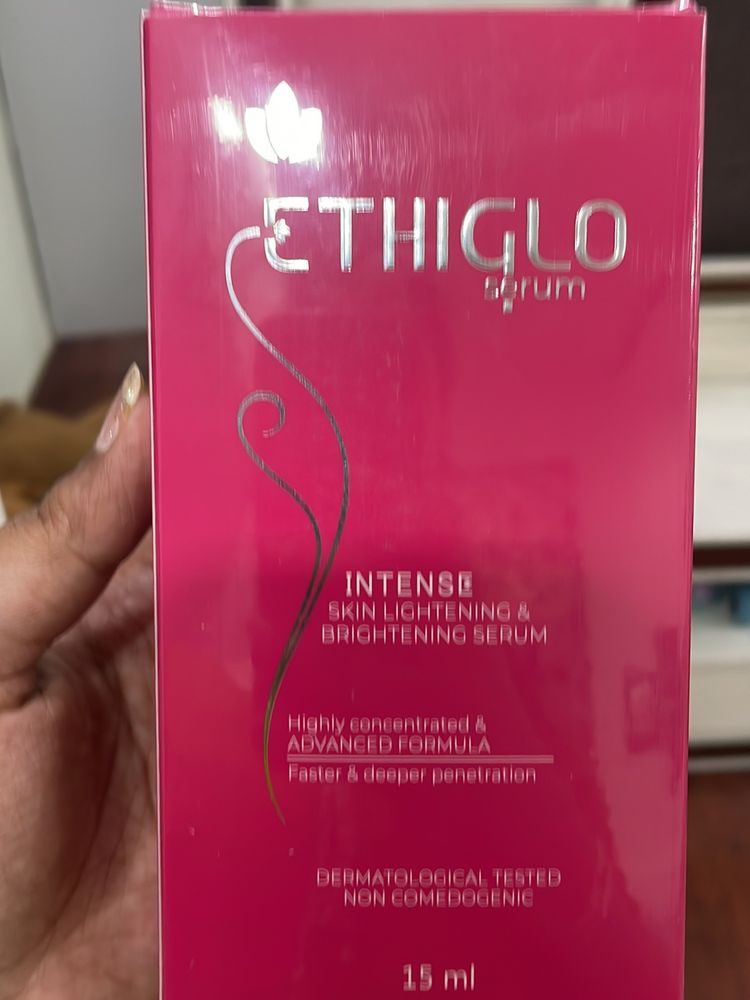 ETHIGLO
serum
INTENSE
SKIN LIGHTENING &
BRIGHTENING SERUM
Highly concentrated &
ADVANCED FORMULA
Faster & deeper penetration
DERMATOLOGICAL TESTED
NON COMEDOGENIC
15 ml